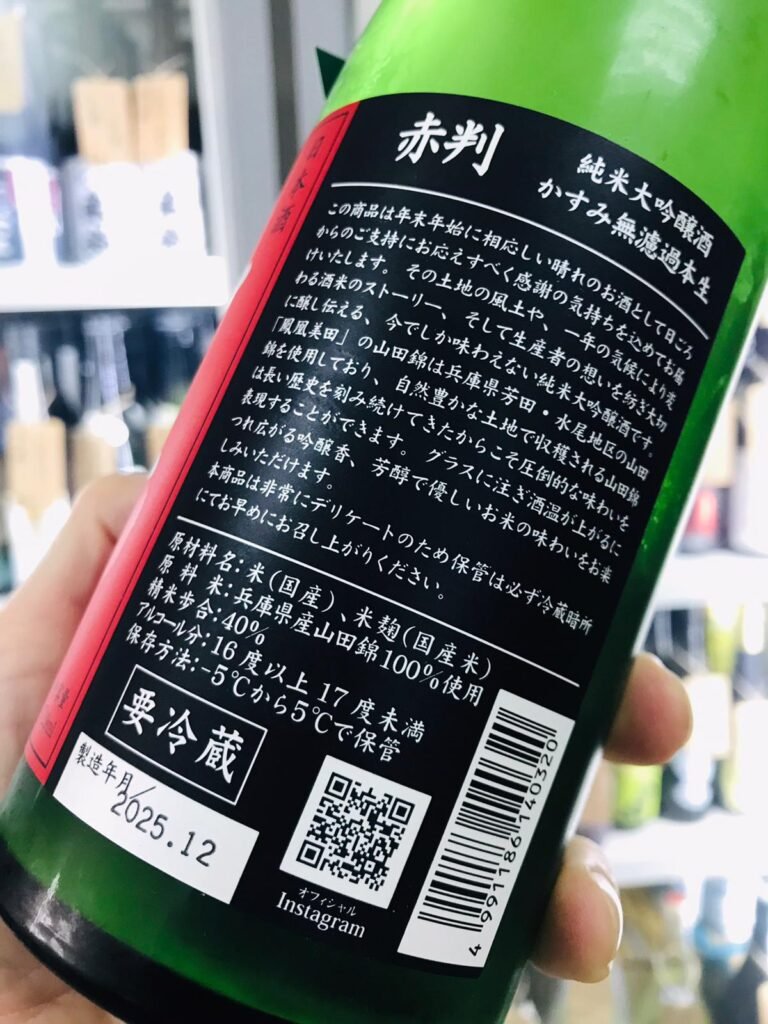 赤判
純米大吟醸酒
かすみ無濾過本生
この商品は年末年始に相応しい晴れのお酒として日ごろ
からのご支持にお応えすべく感謝の気持ちを込めてお届
けいたします。その土地の風土や、一年の気候により変
わる酒米のストーリー、そして生産者の想いを紡ぎ大切
に醸し伝える、今でしか味わえない純米大吟醸酒です。
「鳳凰美田」の山田錦は兵庫県芳田・水尾地区の山田
錦を使用しており、自然豊かな土地で収穫される山田錦
は長い歴史を刻み続けてきたからこそ圧倒的な味わいを
表現することができます。グラスに注ぎ酒温が上がるに
つれ広がる吟醸香、芳醇で優しいお米の味わいをお楽
しみいただけます。
本商品は非常にデリケートのため保管は必ず冷蔵暗所
にてお早めにお召し上がりください。
原材料名:米(国産)、米麹(国産米)
原料米:兵庫県産山田錦100%使用
精米歩合:40%
アルコール分:16度以上17度未満
保存方法:-5℃から5℃で保管
要冷蔵
製造年月/
2025.12
オフィシャル
Instagram
4991186140320
日本酒